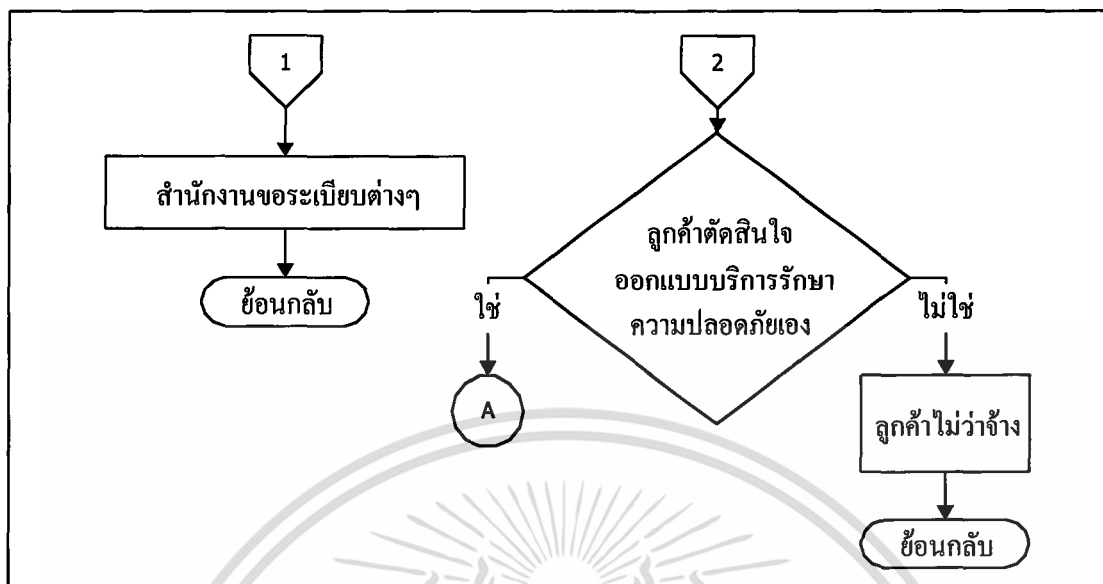 1
สำนักงานขอระเบียบต่างๆ
ย้อนกลับ
2
ลูกค้าตัดสินใจ
ออกแบบบริการรักษา
ความปลอดภัยเอง
ใช่
A
ไม่ใช่
ลูกค้าไม่ว่าจ้าง
ย้อนกลับ